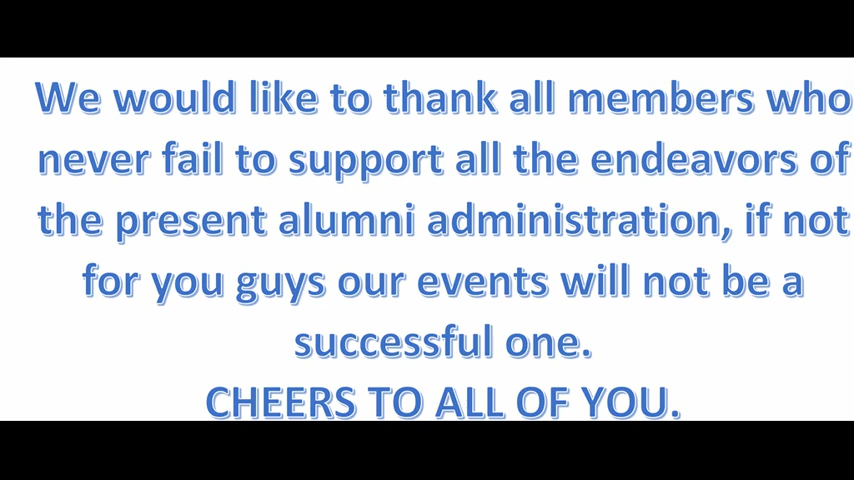 We would like to thank all members who
never fail to support all the endeavors of
the present alumni administration, if not
for you guys our events will not be a
successful one.
CHEERS TO ALL OF YOU.